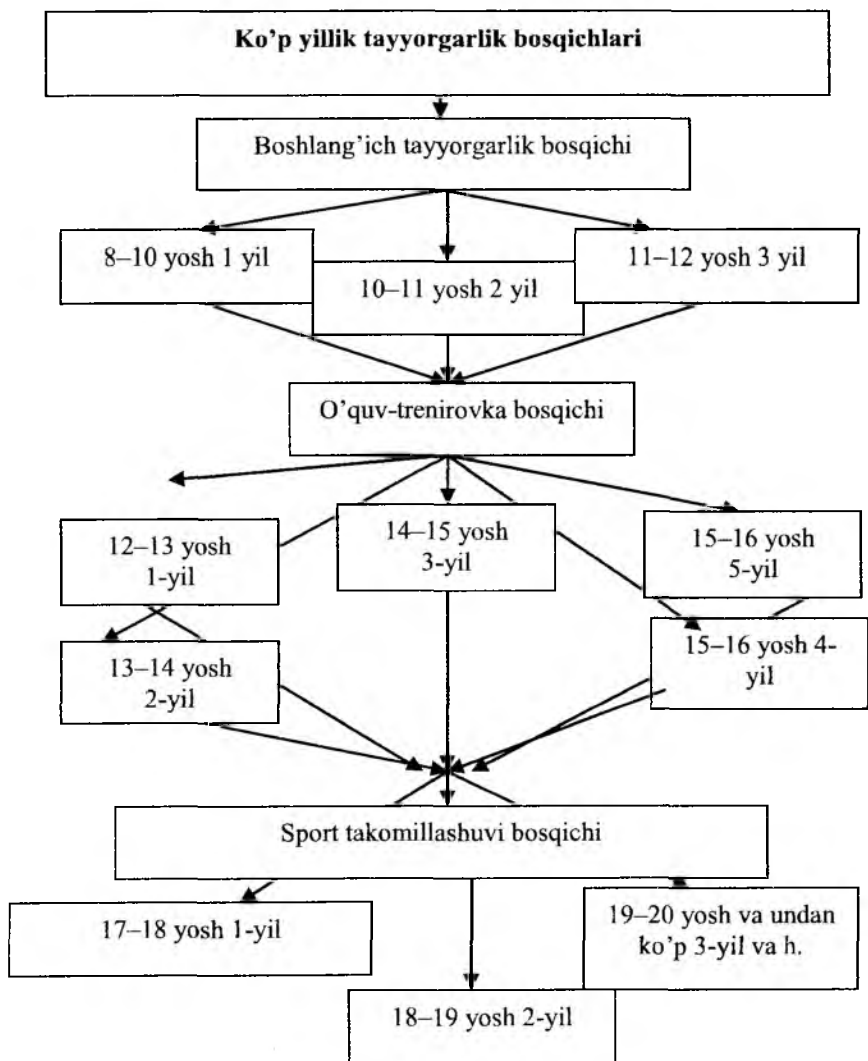 Ko'p yillik tayyorgarlik bosqichlari
Boshlang'ich tayyorgarlik bosqichi
8–10 yosh 1 yil
10–11 yosh 2 yil
11–12 yosh 3 yil
O'quv-trenirovka bosqichi
12–13 yosh
1-yil
14–15 yosh
3-yil
15–16 yosh
5-yil
13–14 yosh
2-yil
15–16 yosh 4-
yil
Sport takomillashuvi bosqichi
17–18 yosh 1-yil
19–20 yosh va undan
ko'p 3-yil va h.
18–19 yosh 2-yil